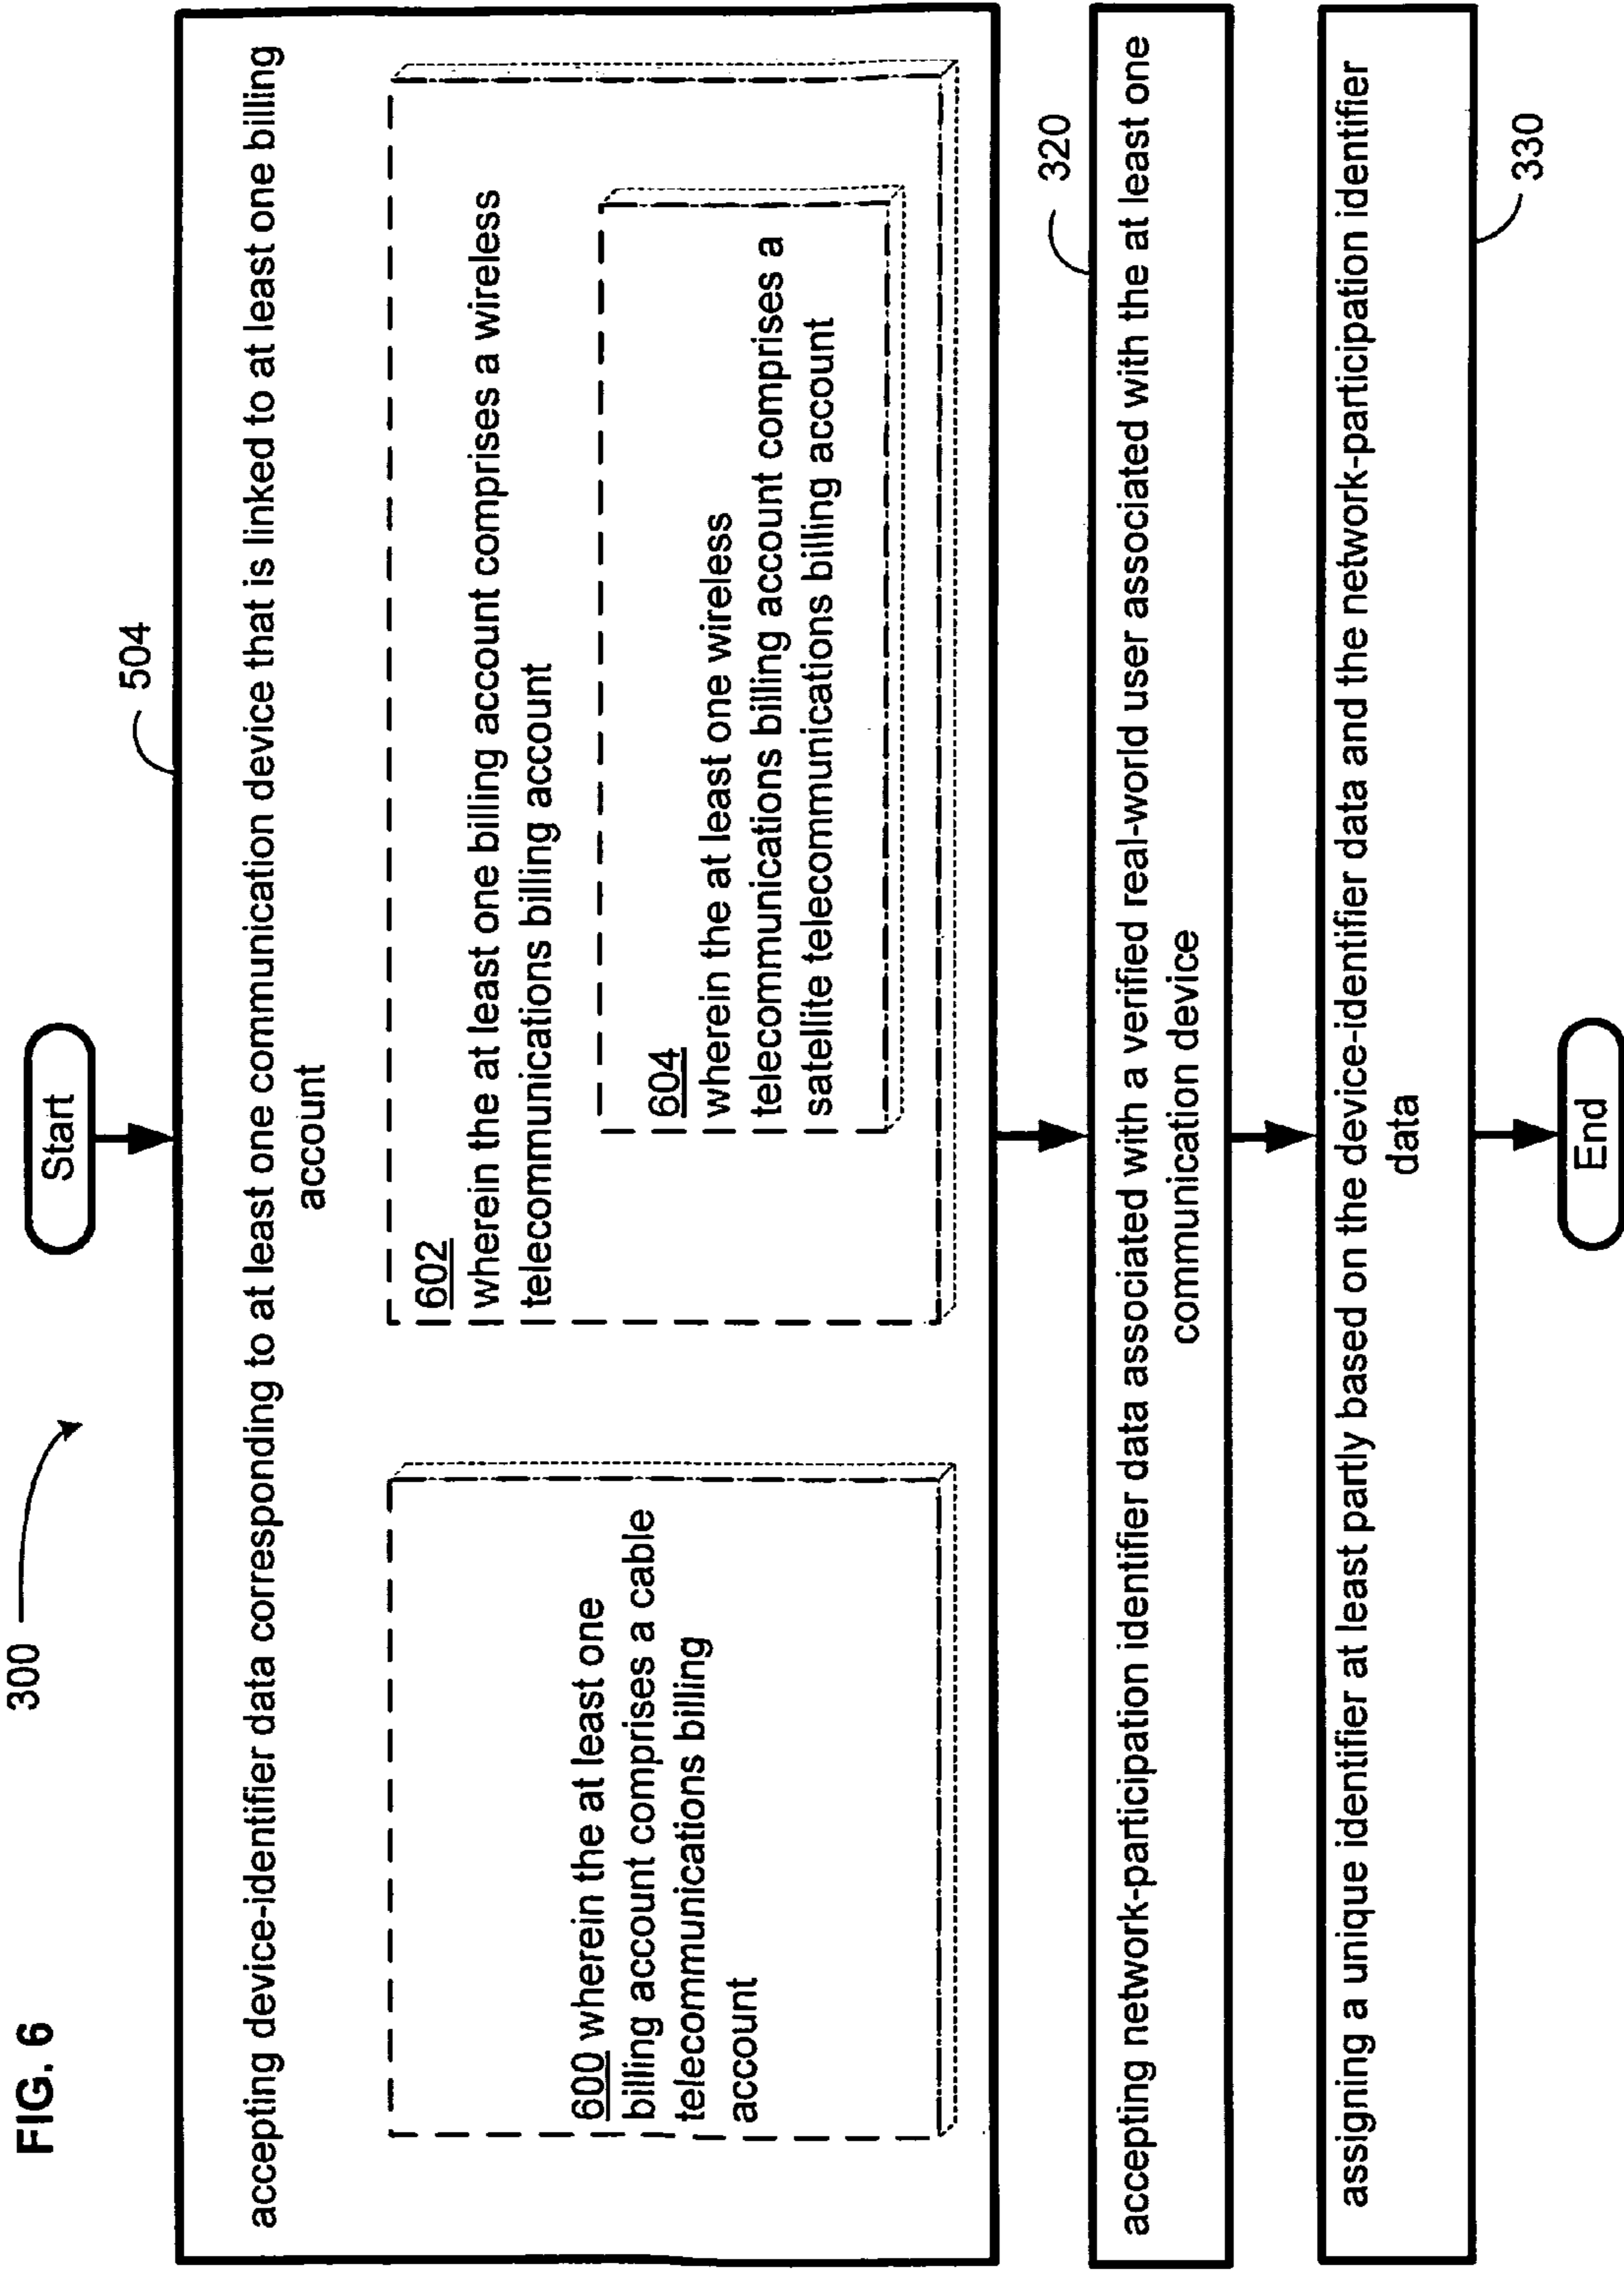 FIG. 6
300
Start
504
accepting device-identifier data corresponding to at least one communication device that is linked to at least one billing
account
600 wherein the at least one
billing account comprises a cable
telecommunications billing
account
602
wherein the at least one billing account comprises a wireless
telecommunications billing account
604
wherein the at least one wireless
telecommunications billing account comprises a
satellite telecommunications billing account
320
accepting network-participation identifier data associated with a verified real-world user associated with the at least one
communication device
assigning a unique identifier at least partly based on the device-identifier data and the network-participation identifier
data
330
End